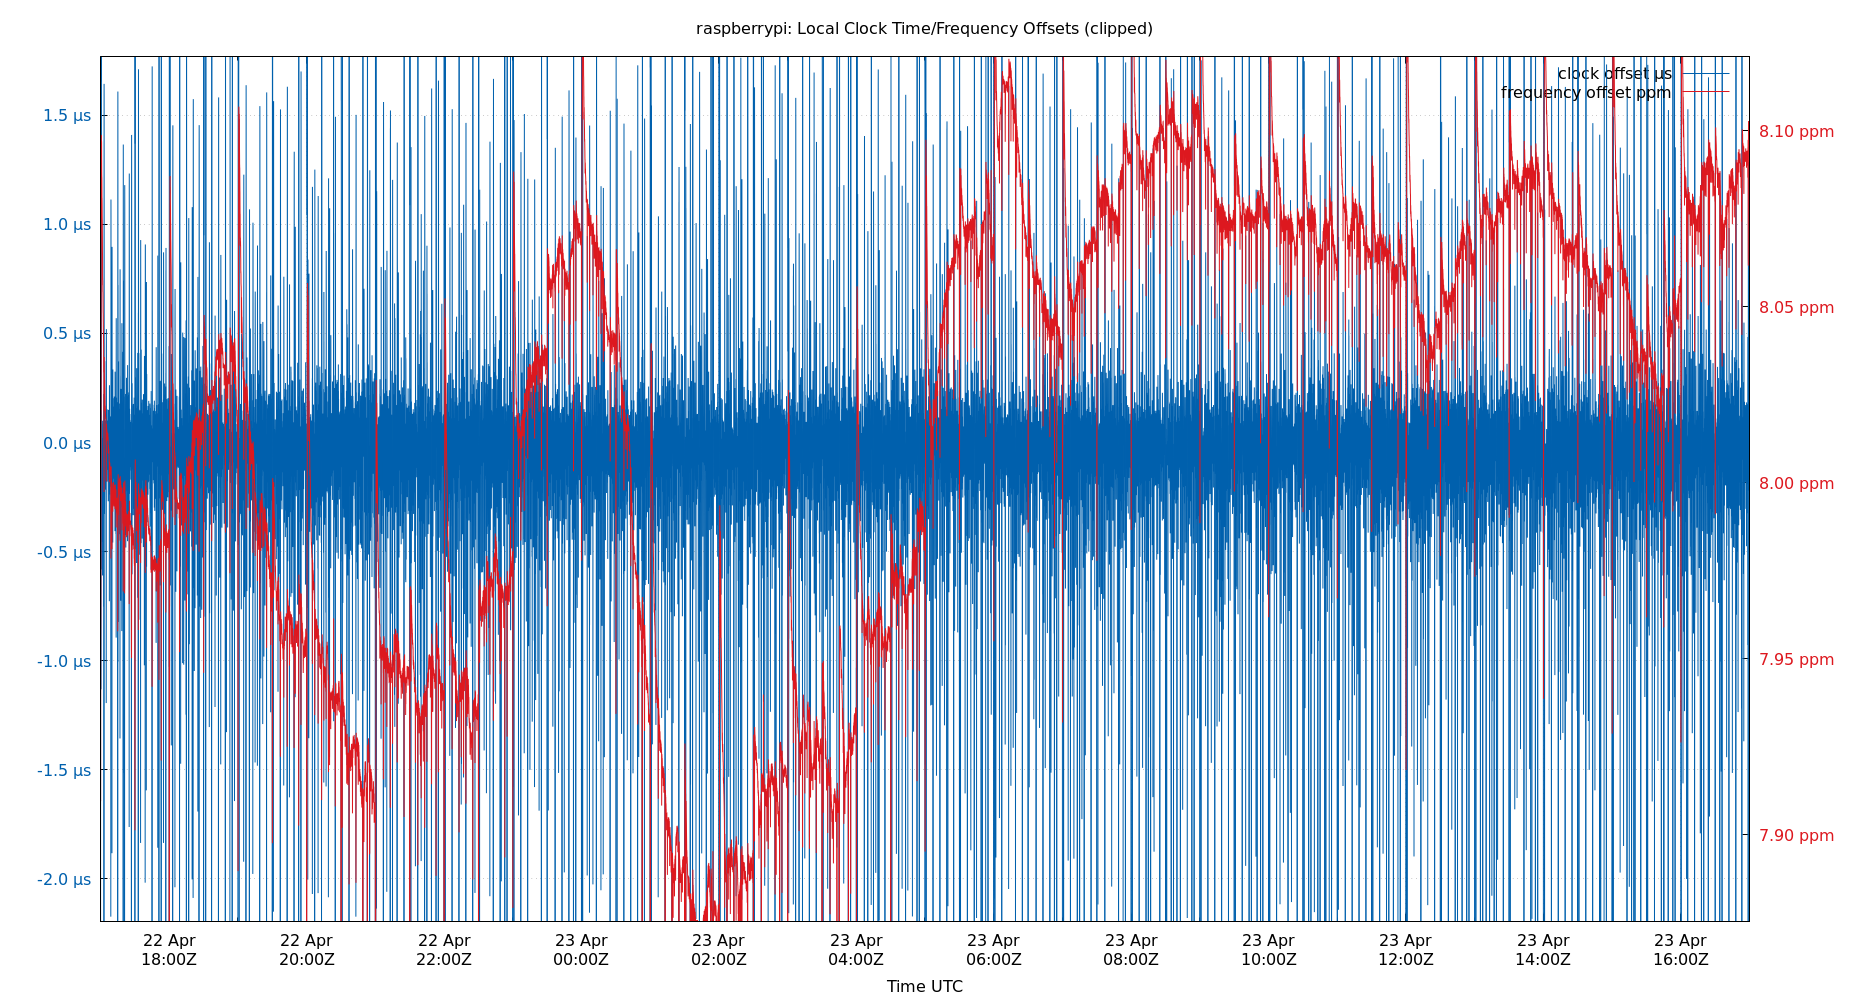 raspberrypi: Local Clock Time/Frequency Offsets (clipped)
clock offset µs
frequency offset ppm
1.5 µs
1.0 µs
0.5 µs
0.0 µs
-0.5 µs
-1.0 µs
-1.5 µs
-2.0 µs
8.10 ppm
8.05 ppm
8.00 ppm
7.95 ppm
7.90 ppm
22 Apr 22 Apr 22 Apr 23 Apr 23 Apr 23 Apr 23 Apr 23 Apr 23 Apr 23 Apr 23 Apr 23 Apr
18:00Z 20:00Z 22:00Z 00:00Z 02:00Z 04:00Z 06:00Z 08:00Z 10:00Z 12:00Z 14:00Z 16:00Z
Time UTC